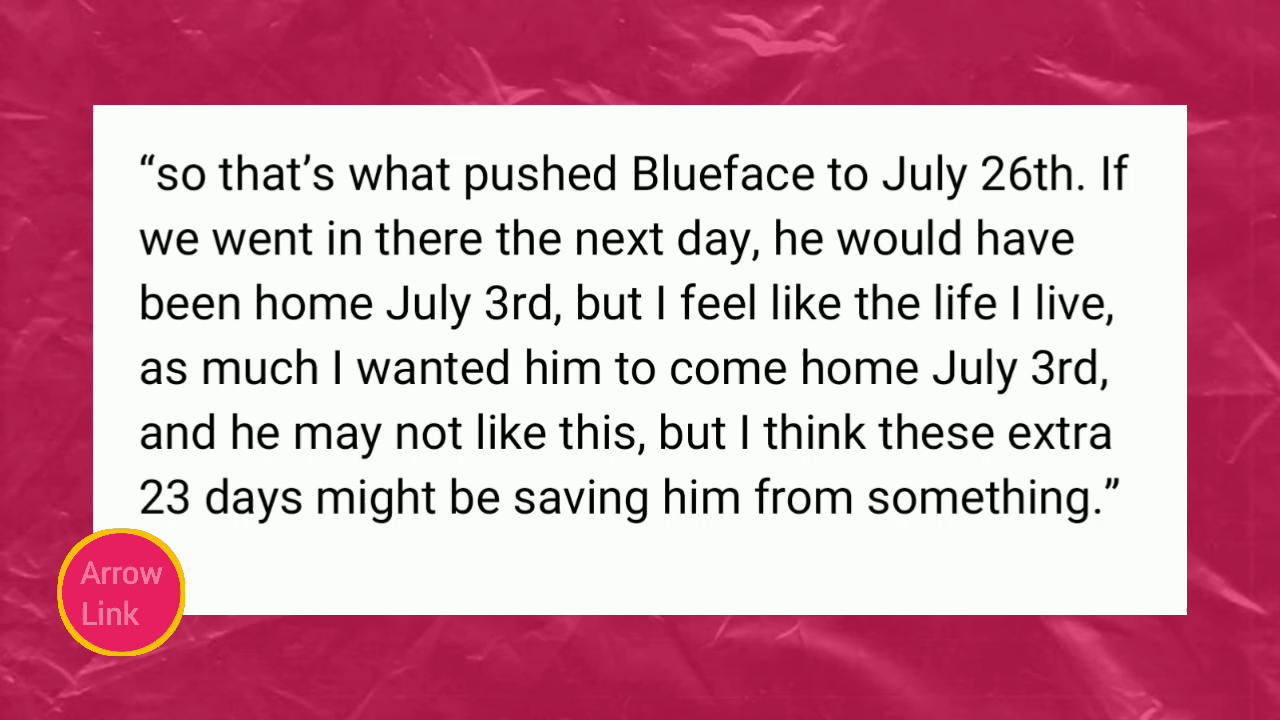 “so that’s what pushed Blueface to July 26th. If
we went in there the next day, he would have
been home July 3rd, but I feel like the life I live,
as much I wanted him to come home July 3rd,
and he may not like this, but I think these extra
23 days might be saving him from something.”
Arrow
Link